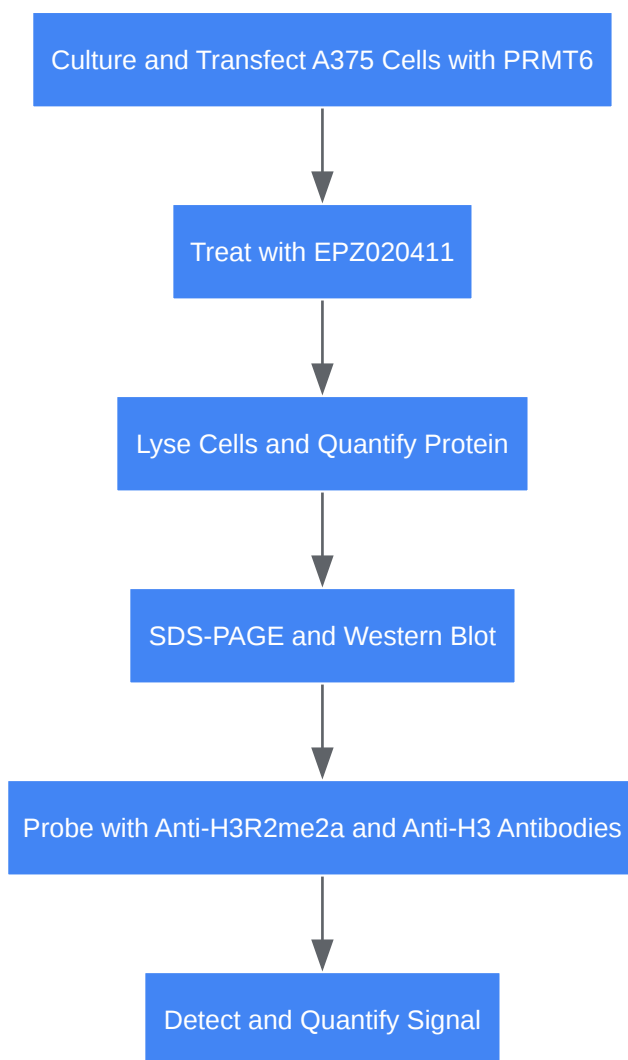 Culture and Transfect A375 Cells with PRMT6
Treat with EPZ020411
Lyse Cells and Quantify Protein
SDS-PAGE and Western Blot
Probe with Anti-H3R2me2a and Anti-H3 Antibodies
Detect and Quantify Signal